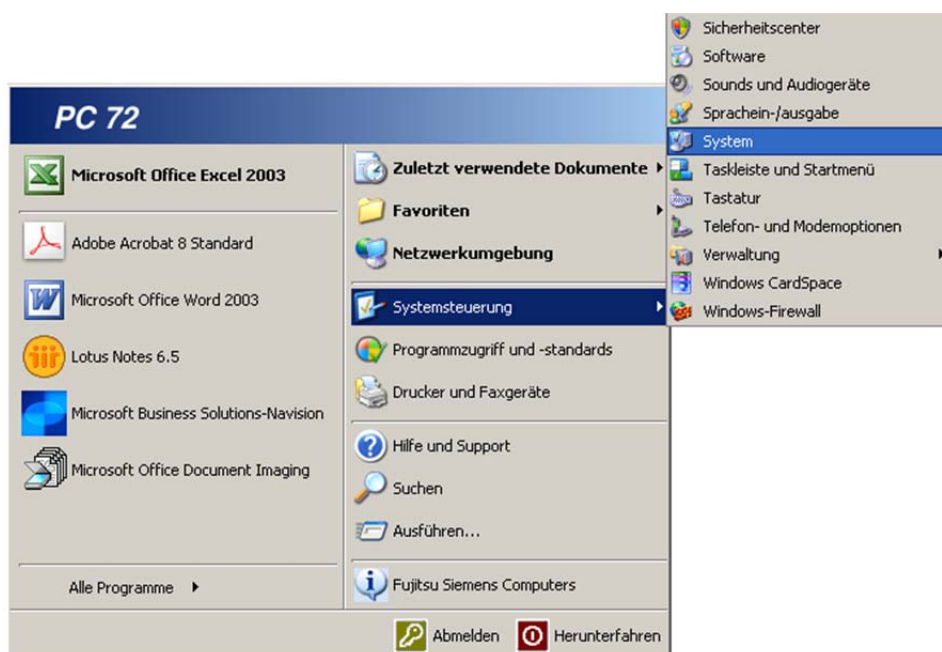 PC 72
Microsoft Office Excel 2003
Adobe Acrobat 8 Standard
Microsoft Office Word 2003
Lotus Notes 6.5
Microsoft Business Solutions-Navision
Microsoft Office Document Imaging
Alle Programme
Zuletzt verwendete Dokumente
Favoriten
Netzwerkumgebung
Systemsteuerung
Programmzugriff und -standards
Drucker und Faxgeräte
Hilfe und Support
Suchen
Ausführen...
Fujitsu Siemens Computers
Abmelden
Herunterfahren
Sicherheitscenter
Software
Sounds und Audiogeräte
Sprachein-/ausgabe
System
Taskleiste und Startmenü
Tastatur
Telefon- und Modemoptionen
Verwaltung
Windows CardSpace
Windows-Firewall